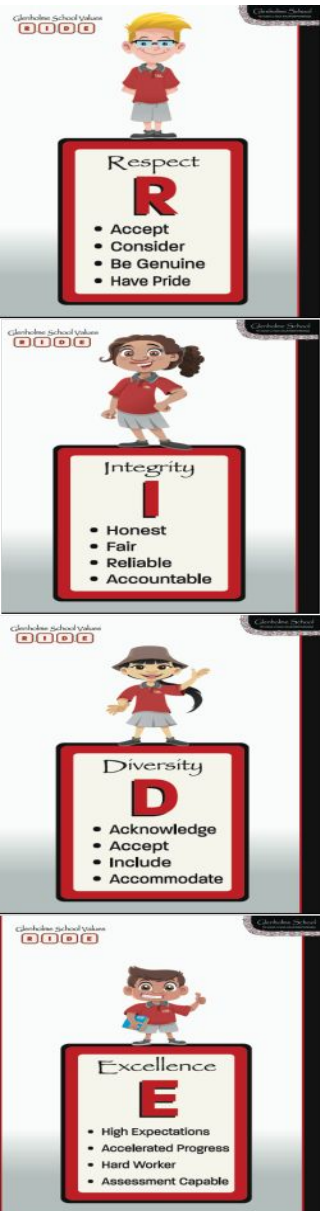 Glenholme School Values
R I D E
Glenholme School
Respect
R
• Accept
• Consider
• Be Genuine
• Have Pride
Glenholme School Values
R I D E
Glenholme School
Integrity
I
• Honest
• Fair
• Reliable
• Accountable
Glenholme School Values
R I D E
Glenholme School
Diversity
D
• Acknowledge
• Accept
• Include
• Accommodate
Glenholme School Values
R I D E
Glenholme School
Excellence
E
• High Expectations
• Accelerated Progress
• Hard Worker
• Assessment Capable